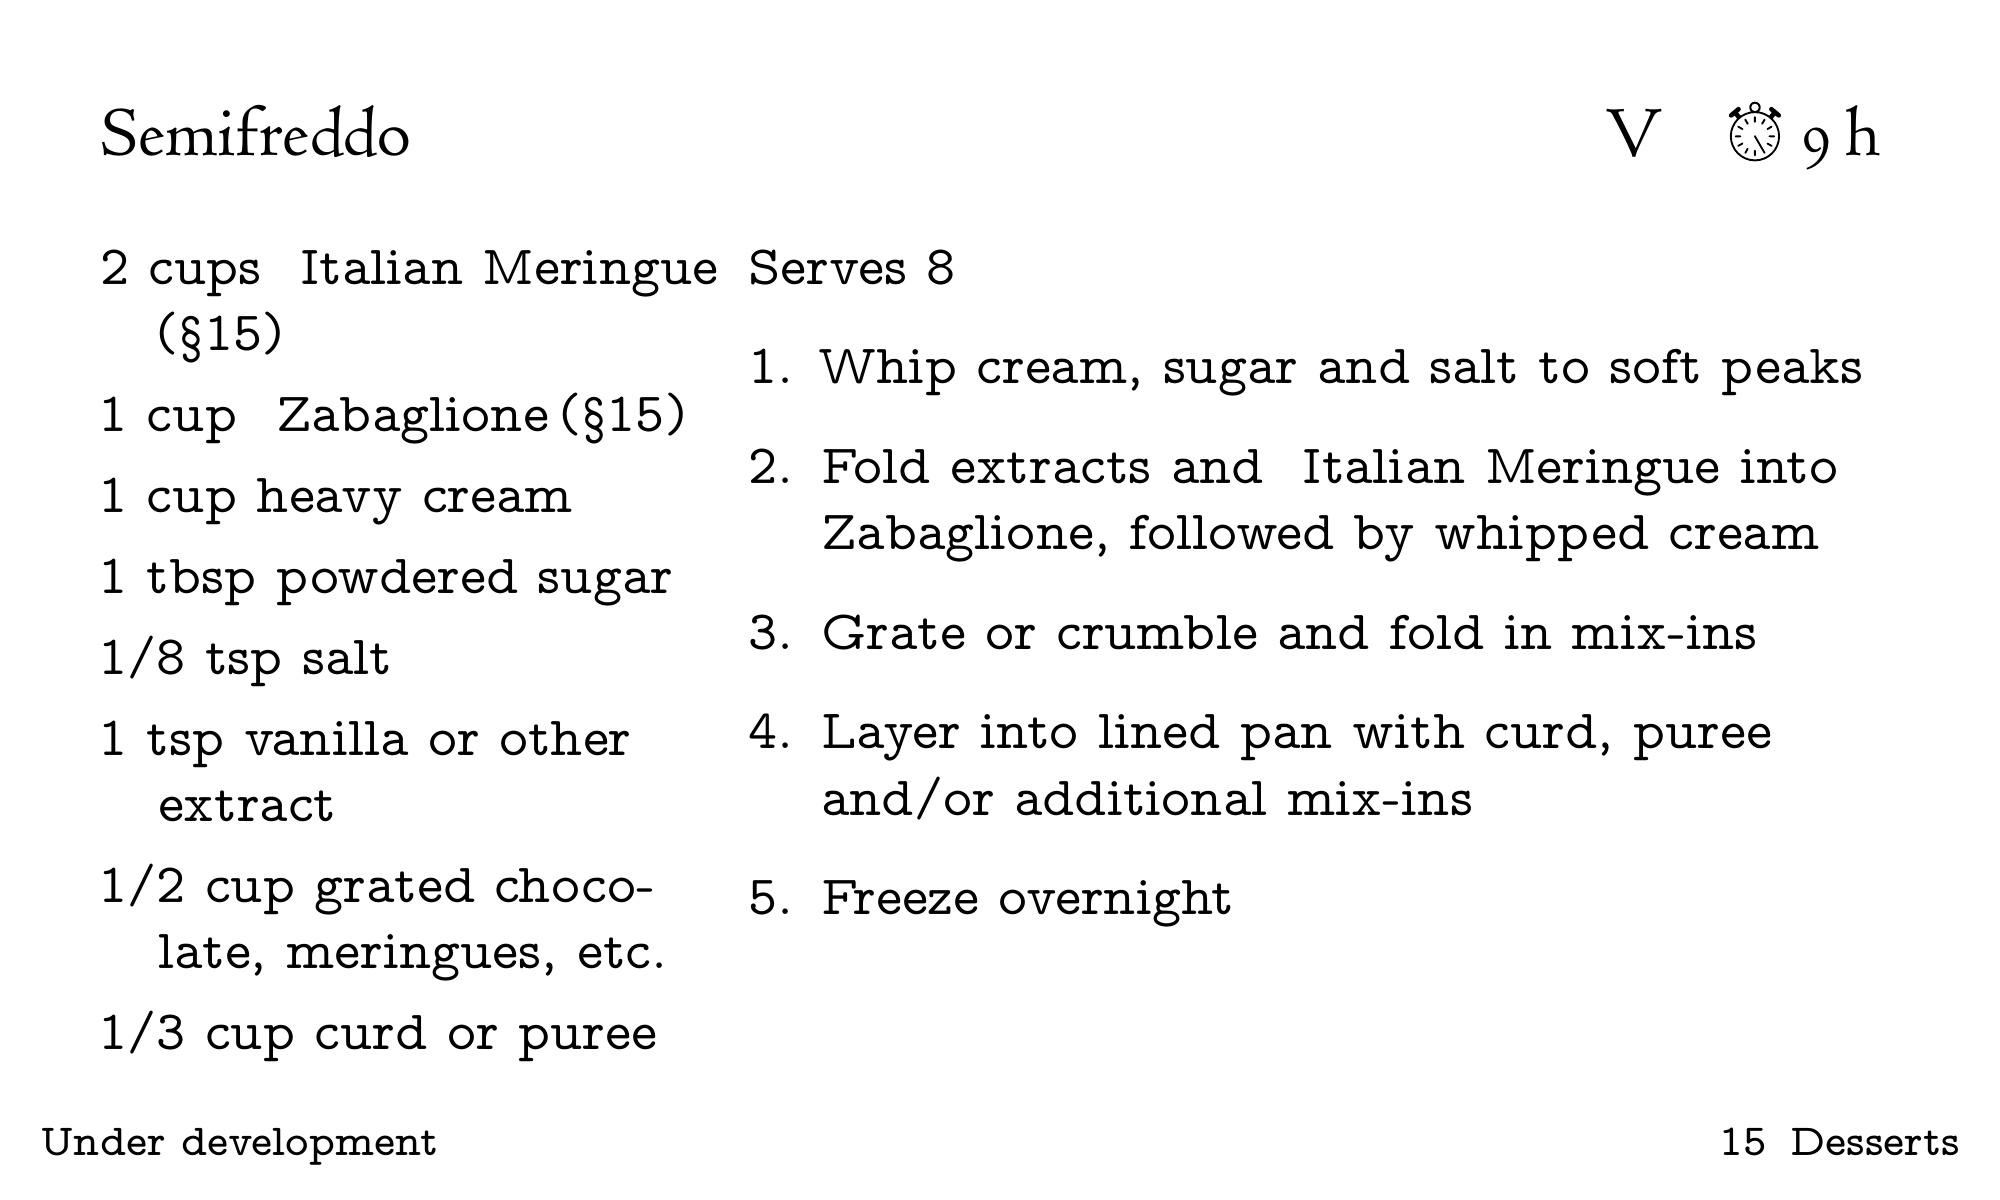 Semifreddo
V 9 h
2 cups Italian Meringue
(§15)
1 cup Zabaglione (§15)
1 cup heavy cream
1 tbsp powdered sugar
1/8 tsp salt
1 tsp vanilla or other
extract
1/2 cup grated choco-
late, meringues, etc.
1/3 cup curd or puree
Serves 8
1. Whip cream, sugar and salt to soft peaks
2. Fold extracts and Italian Meringue into
Zabaglione, followed by whipped cream
3. Grate or crumble and fold in mix-ins
4. Layer into lined pan with curd, puree
and/or additional mix-ins
5. Freeze overnight
Under development
15 Desserts